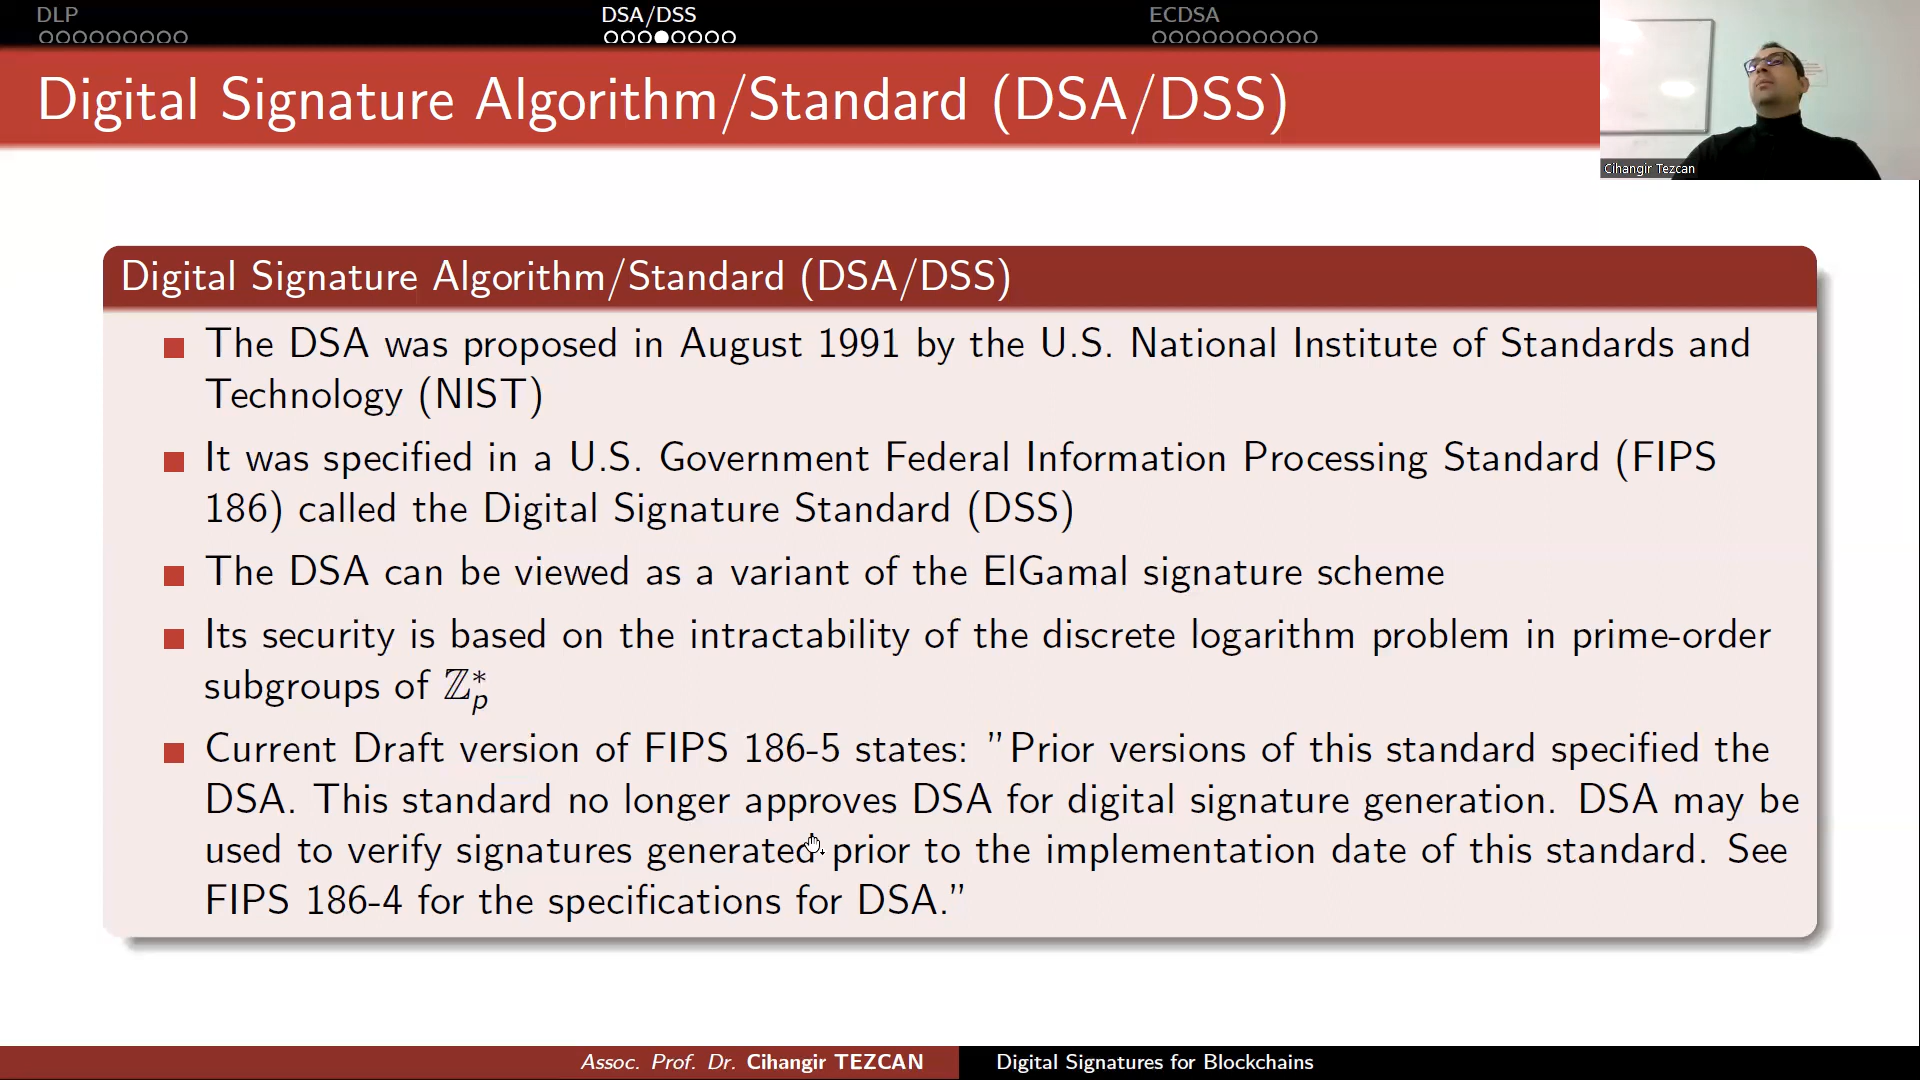 DLP
DSA/DSS
ECDSA
Digital Signature Algorithm/Standard (DSA/DSS)
Cihangir Tezcan
Digital Signature Algorithm/Standard (DSA/DSS)
The DSA was proposed in August 1991 by the U.S. National Institute of Standards and
Technology (NIST)
It was specified in a U.S. Government Federal Information Processing Standard (FIPS
186) called the Digital Signature Standard (DSS)
The DSA can be viewed as a variant of the ElGamal signature scheme
Its security is based on the intractability of the discrete logarithm problem in prime-order
subgroups of ℤ*ₚ
Current Draft version of FIPS 186-5 states: ”Prior versions of this standard specified the
DSA. This standard no longer approves DSA for digital signature generation. DSA may be
used to verify signatures generated prior to the implementation date of this standard. See
FIPS 186-4 for the specifications for DSA.”
Assoc. Prof. Dr. Cihangir TEZCAN
Digital Signatures for Blockchains